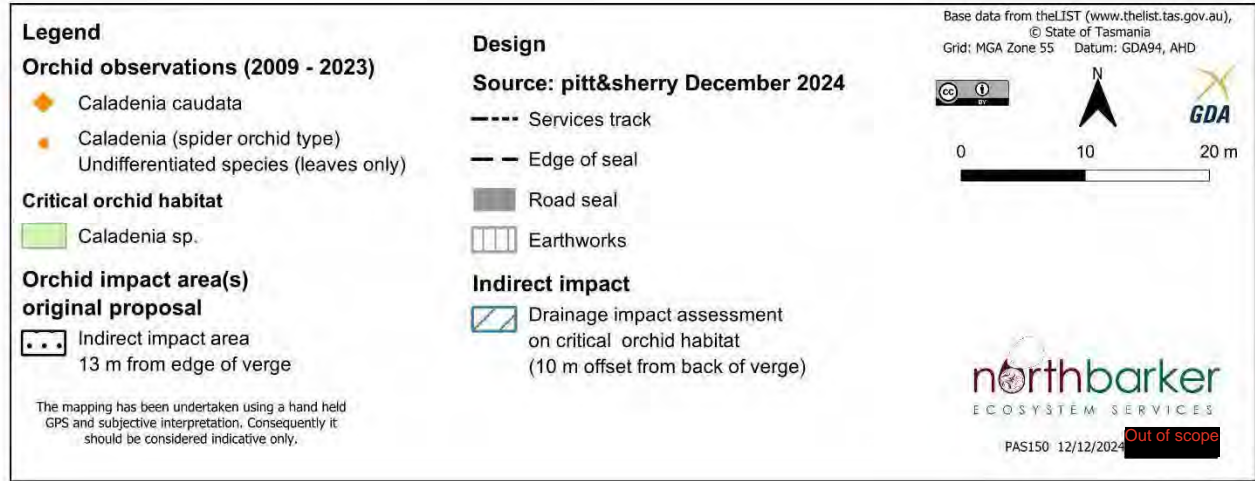 Legend
Orchid observations (2009 - 2023)
Caladenia caudata
Caladenia (spider orchid type)
Undifferentiated species (leaves only)
Critical orchid habitat
Caladenia sp.
Orchid impact area(s)
original proposal
Indirect impact area
13 m from edge of verge
The mapping has been undertaken using a hand held
GPS and subjective interpretation. Consequently it
should be considered indicative only.
Design
Source: pitt&sherry December 2024
Services track
Edge of seal
Road seal
Earthworks
Indirect impact
Drainage impact assessment
on critical orchid habitat
(10 m offset from back of verge)
Base data from theLIST (www.thelist.tas.gov.au),
© State of Tasmania
Grid: MGA Zone 55 Datum: GDA94, AHD
cc
BY
N
GDA
0 10 20 m
northbarker
ECOSYSTEM SERVICES
PAS150 12/12/2024 Out of scope